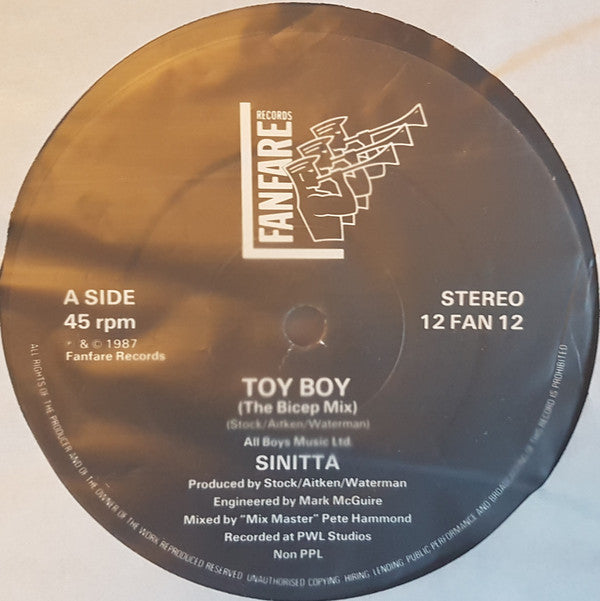 FANFARE
RECORDS
A SIDE
45 rpm
℗ & © 1987
Fanfare Records
STEREO
12 FAN 12
TOY BOY
(The Bicep Mix)
(Stock/Aitken/Waterman)
All Boys Music Ltd.
SINITTA
Produced by Stock/Aitken/Waterman
Engineered by Mark McGuire
Mixed by "Mix Master" Pete Hammond
Recorded at PWL Studios
Non PPL
ALL RIGHTS OF THE PRODUCER AND OF THE OWNER OF THE WORK REPRODUCED RESERVED UNAUTHORISED COPYING HIRING LENDING PUBLIC PERFORMANCE AND BROADCASTING OF THIS RECORD IS PROHIBITED